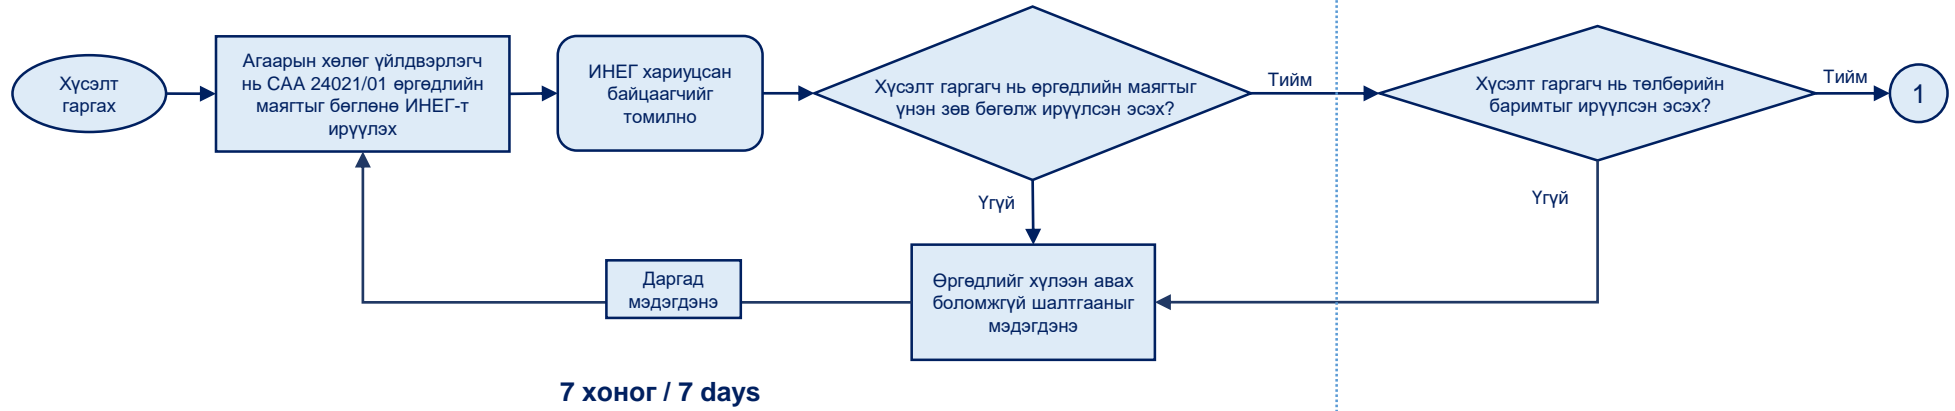 Хүсэлт
гаргах
Агаарын хөлөг үйлдвэрлэгч
нь CAA 24021/01 өргөдлийн
маягтыг бөглөнө ИНЕГ-т
ирүүлэх
ИНЕГ хариуцсан
байцаагчийг
томилно
Хүсэлт гаргагч нь өргөдлийн маягтыг
үнэн зөв бөгөлж ирүүлсэн эсэх?
Тийм
Хүсэлт гаргагч нь төлбөрийн
баримтыг ирүүлсэн эсэх?
Тийм
1
Үгүй
Үгүй
Даргад
мэдэгдэнэ
Өргөдлийг хүлээн авах
боломжгүй шалтгааныг
мэдэгдэнэ
7 хоног / 7 days